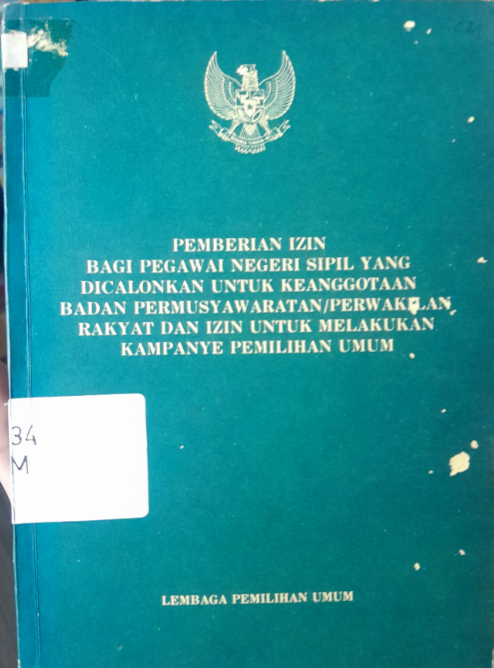 PEMBERIAN IZIN
BAGI PEGAWAI NEGERI SIPIL YANG
DICALONKAN UNTUK KEANGGOTAAN
BADAN PERMUSYAWARATAN/PERWAKILAN
RAKYAT DAN IZIN UNTUK MELAKUKAN
KAMPANYE PEMILIHAN UMUM
34
M
LEMBAGA PEMILIHAN UMUM